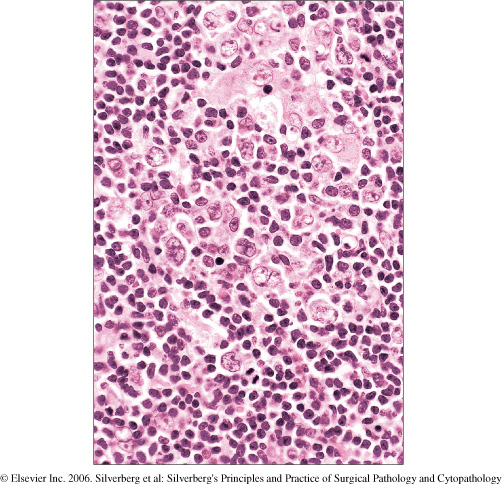 © Elsevier Inc. 2006. Silverberg et al: Silverberg's Principles and Practice of Surgical Pathology and Cytopathology